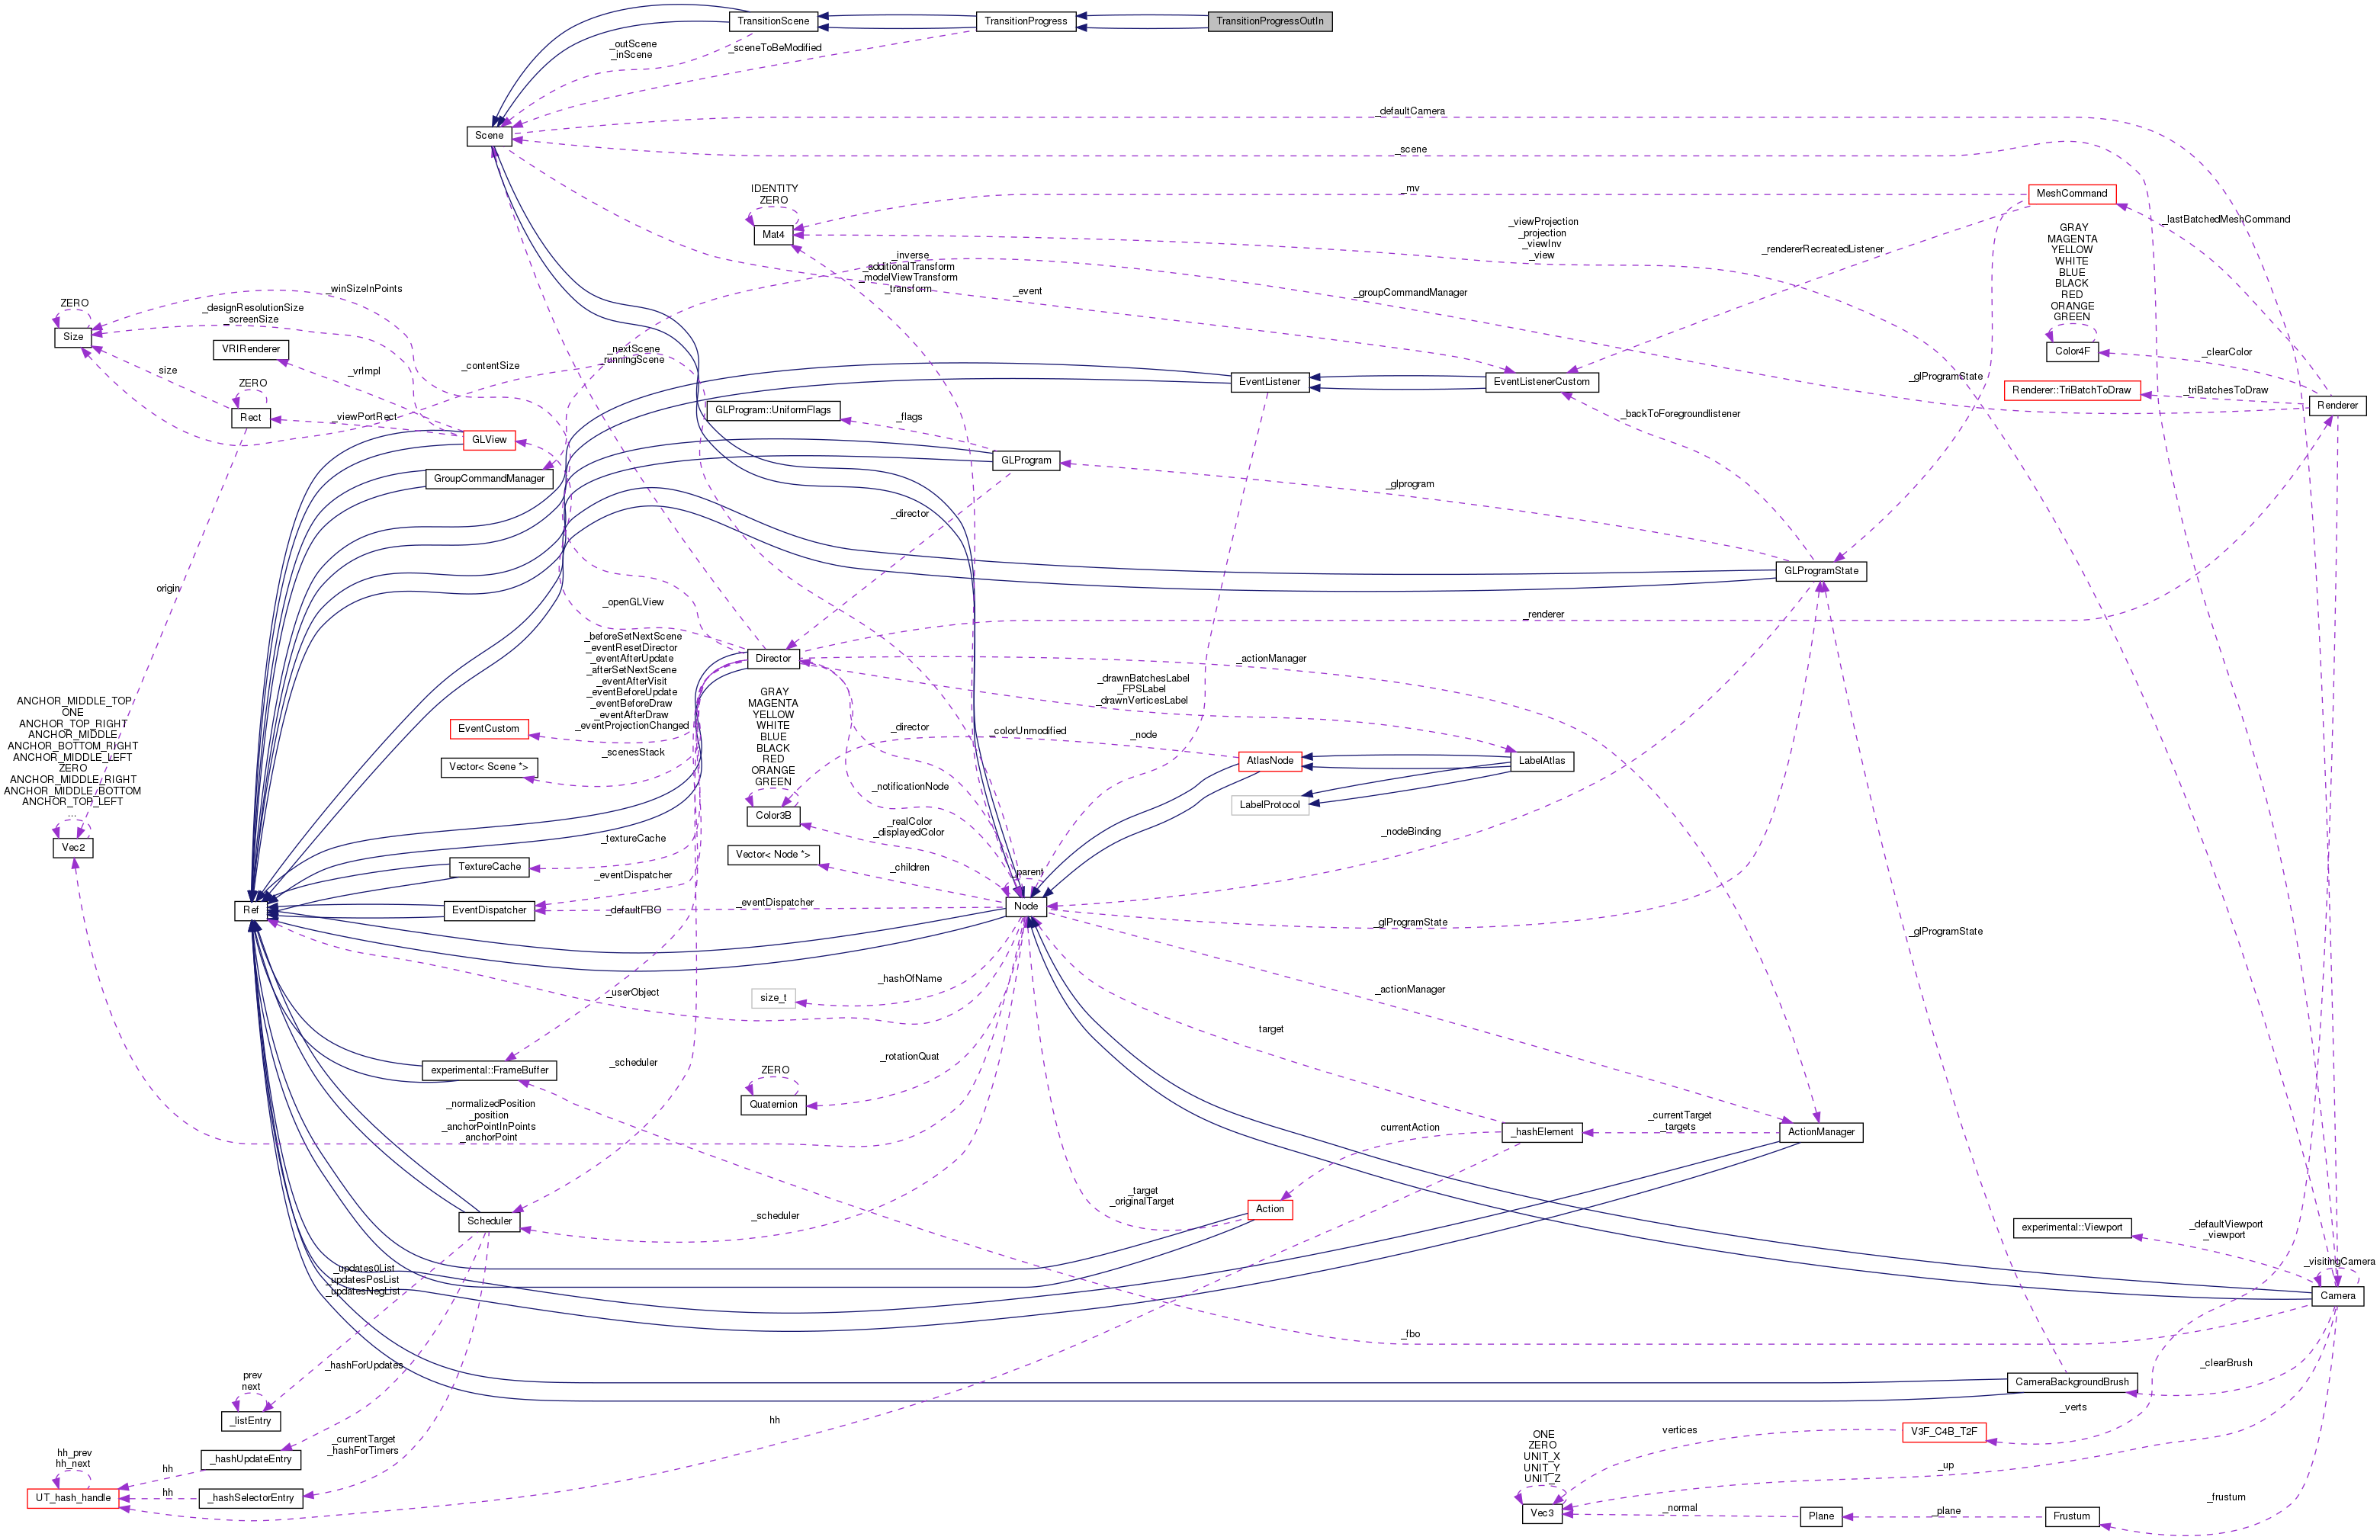 TransitionScene
TransitionProgress
TransitionProgressOutIn
_outScene
_inScene
_sceneToBeModified
_defaultCamera
Scene
_scene
IDENTITY
ZERO
_mv
MeshCommand
Mat4
_viewProjection
_projection
_viewInv
_view
_lastBatchedMeshCommand
_rendererRecreatedListener
GRAY
MAGENTA
YELLOW
WHITE
BLUE
BLACK
RED
ORANGE
GREEN
_inverse
_additionalTransform
_modelViewTransform
_transform
_event
_groupCommandManager
_winSizeInPoints
ZERO
_designResolutionSize
_screenSize
Size
VRIRenderer
_nextScene
_runningScene
Color4F
_clearColor
size
_vrImpl
_contentSize
ZERO
EventListener
EventListenerCustom
_glProgramState
Renderer::TriBatchToDraw
_triBatchesToDraw
Renderer
Rect
_viewPortRect
GLProgram::UniformFlags
_flags
_backToForegroundlistener
GLView
GLProgram
GroupCommandManager
_glprogram
_director
GLProgramState
origin
_openGLView
_renderer
_beforeSetNextScene
_eventResetDirector
_eventAfterUpdate
_afterSetNextScene
_eventAfterVisit
_eventBeforeUpdate
_eventBeforeDraw
_eventAfterDraw
_eventProjectionChanged
Director
_actionManager
_drawnBatchesLabel
_FPSLabel
_drawnVerticesLabel
GRAY
MAGENTA
YELLOW
WHITE
BLUE
BLACK
RED
ORANGE
GREEN
ANCHOR_MIDDLE_TOP
ONE
ANCHOR_TOP_RIGHT
ANCHOR_MIDDLE
ANCHOR_BOTTOM_RIGHT
ANCHOR_MIDDLE_LEFT
ZERO
ANCHOR_MIDDLE_RIGHT
ANCHOR_MIDDLE_BOTTOM
ANCHOR_TOP_LEFT
...
EventCustom
_director
_colorUnmodified
_node
_scenesStack
Vector< Scene *>
AtlasNode
LabelAtlas
_notificationNode
LabelProtocol
Color3B
_realColor
_displayedColor
_nodeBinding
Vec2
_textureCache
Vector< Node *>
TextureCache
_children
_parent
_eventDispatcher
Ref
EventDispatcher
_defaultFBO
_eventDispatcher
Node
_glProgramState
_glProgramState
_hashOfName
_userObject
size_t
_actionManager
target
_rotationQuat
_scheduler
ZERO
experimental::FrameBuffer
Quaternion
_normalizedPosition
_position
_anchorPointInPoints
_anchorPoint
currentAction
_hashElement
_currentTarget
_targets
ActionManager
_target
_originalTarget
Action
Scheduler
_scheduler
experimental::Viewport
_defaultViewport
_viewport
_updates0List
_updatesPosList
_updatesNegList
_visitingCamera
Camera
_fbo
_hashForUpdates
_clearBrush
prev
next
CameraBackgroundBrush
_listEntry
hh
_verts
vertices
V3F_C4B_T2F
_currentTarget
_hashForTimers
ONE
ZERO
UNIT_X
UNIT_Y
UNIT_Z
hh_prev
hh_next
_hashUpdateEntry
hh
_up
UT_hash_handle
hh
_hashSelectorEntry
_frustum
Vec3
_normal
Plane
_plane
Frustum